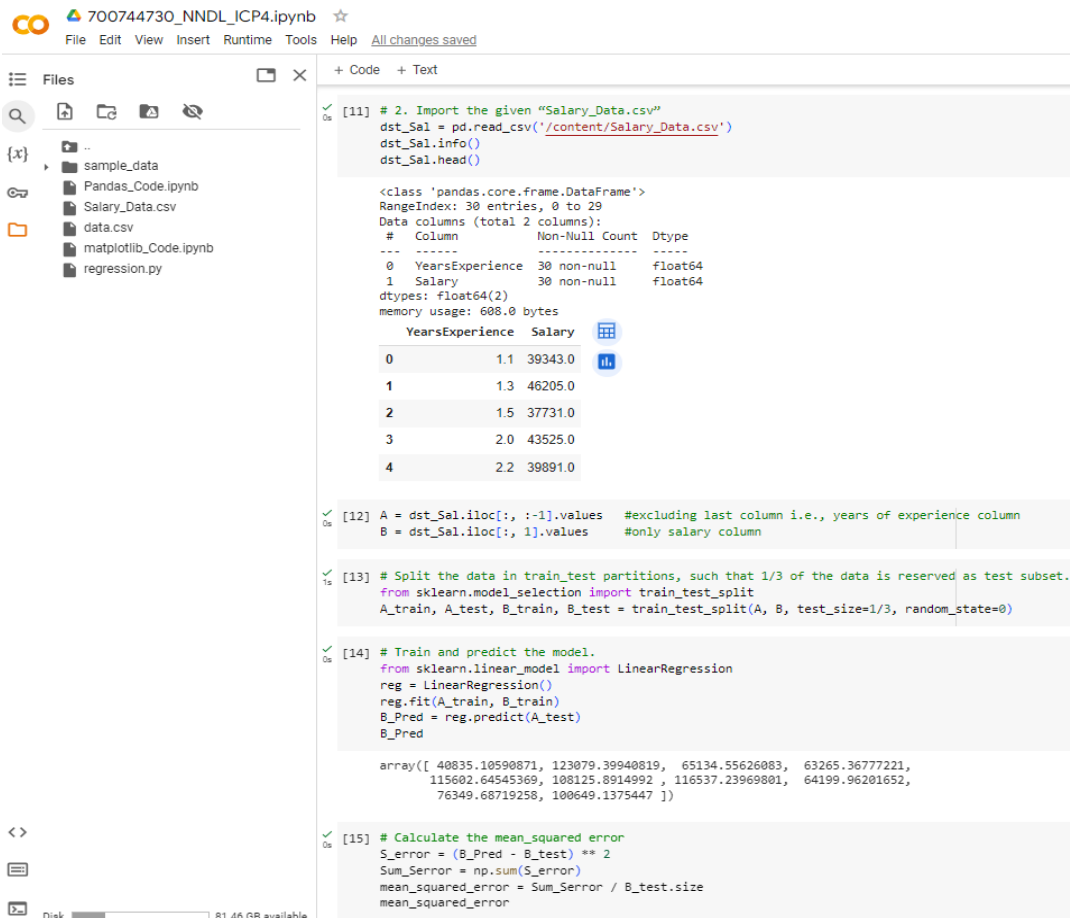 CO 700744730_NNDL_ICP4.ipynb
File Edit View Insert Runtime Tools Help All changes saved
Files
..
sample_data
Pandas_Code.ipynb
Salary_Data.csv
data.csv
matplotlib_Code.ipynb
regression.py
{x}
<>
Disk 81.46 GB available
+ Code + Text
0s [11] # 2. Import the given “Salary_Data.csv”
dst_Sal = pd.read_csv('/content/Salary_Data.csv')
dst_Sal.info()
dst_Sal.head()
<class 'pandas.core.frame.DataFrame'>
RangeIndex: 30 entries, 0 to 29
Data columns (total 2 columns):
# Column Non-Null Count Dtype
--- ------ -------------- -----
0 YearsExperience 30 non-null float64
1 Salary 30 non-null float64
dtypes: float64(2)
memory usage: 608.0 bytes
YearsExperience Salary
0 1.1 39343.0
1 1.3 46205.0
2 1.5 37731.0
3 2.0 43525.0
4 2.2 39891.0
0s [12] A = dst_Sal.iloc[:, :-1].values #excluding last column i.e., years of experience column
B = dst_Sal.iloc[:, 1].values #only salary column
1s [13] # Split the data in train_test partitions, such that 1/3 of the data is reserved as test subset.
from sklearn.model_selection import train_test_split
A_train, A_test, B_train, B_test = train_test_split(A, B, test_size=1/3, random_state=0)
0s [14] # Train and predict the model.
from sklearn.linear_model import LinearRegression
reg = LinearRegression()
reg.fit(A_train, B_train)
B_Pred = reg.predict(A_test)
B_Pred
array([ 40835.10590871, 123079.39940819, 65134.55626083, 63265.36777221,
115602.64545369, 108125.8914992 , 116537.23969801, 64199.96201652,
76349.68719258, 100649.1375447 ])
0s [15] # Calculate the mean_squared error
S_error = (B_Pred - B_test) ** 2
Sum_Serror = np.sum(S_error)
mean_squared_error = Sum_Serror / B_test.size
mean_squared_error